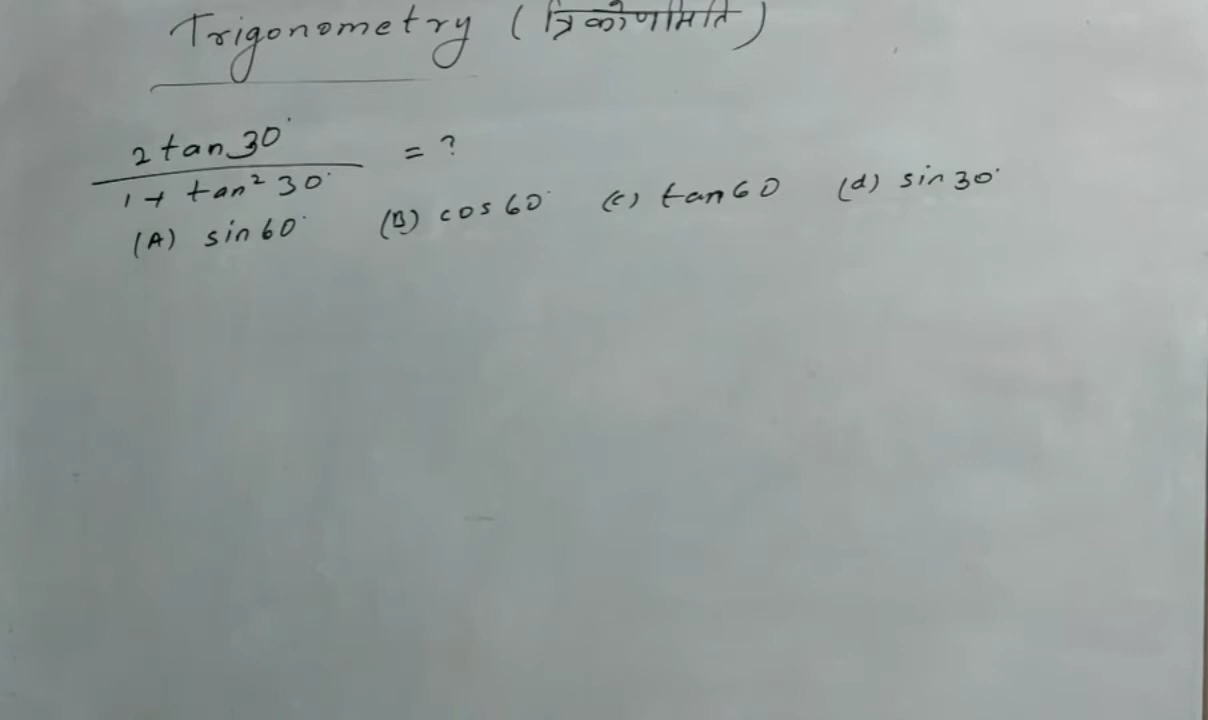 Trigonometry (त्रिकोणमिति)
2 tan 30°
= ?
1 + tan² 30°
(A) sin 60° (B) cos 60° (c) tan 60 (d) sin 30°